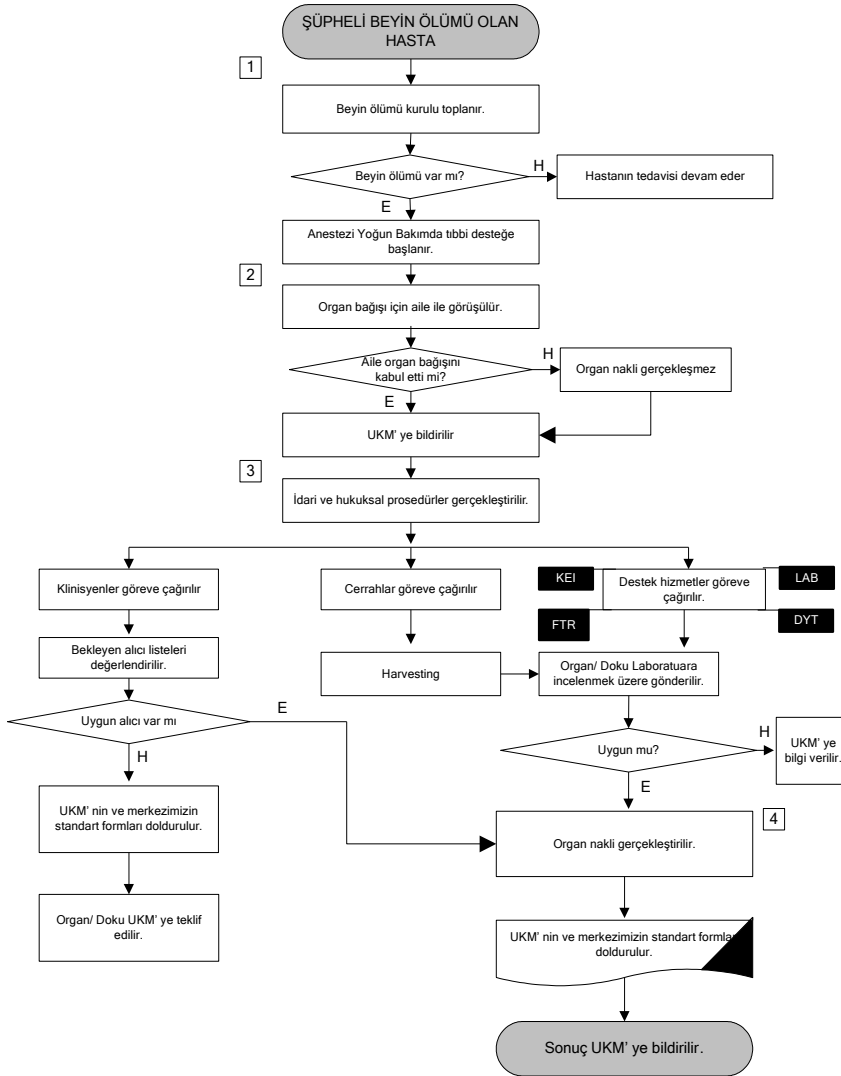 ŞÜPHELİ BEYİN ÖLÜMÜ OLAN
HASTA
1
Beyin ölümü kurulu toplanır.
Beyin ölümü var mı?
H
Hastanın tedavisi devam eder
E
Anestezi Yoğun Bakımda tıbbi desteğe
başlanır.
2
Organ bağışı için aile ile görüşülür.
Aile organ bağışını
kabul etti mi?
H
Organ nakli gerçekleşmez
E
UKM' ye bildirilir
3
İdari ve hukuksal prosedürler gerçekleştirilir.
Klinisyenler göreve çağırılır
Cerrahlar göreve çağırılır
KEI
Destek hizmetler göreve
çağırılır.
LAB
FTR
DYT
Bekleyen alıcı listeleri
değerlendirilir.
Harvesting
Organ/ Doku Laboratuara
incelenmek üzere gönderilir.
Uygun alıcı var mı
E
H
Uygun mu?
H
UKM' ye
bilgi verilir.
E
UKM' nin ve merkezimizin
standart formları doldurulur.
4
Organ nakli gerçekleştirilir.
Organ/ Doku UKM' ye teklif
edilir.
UKM' nin ve merkezimizin standart formla
doldurulur.
Sonuç UKM' ye bildirilir.